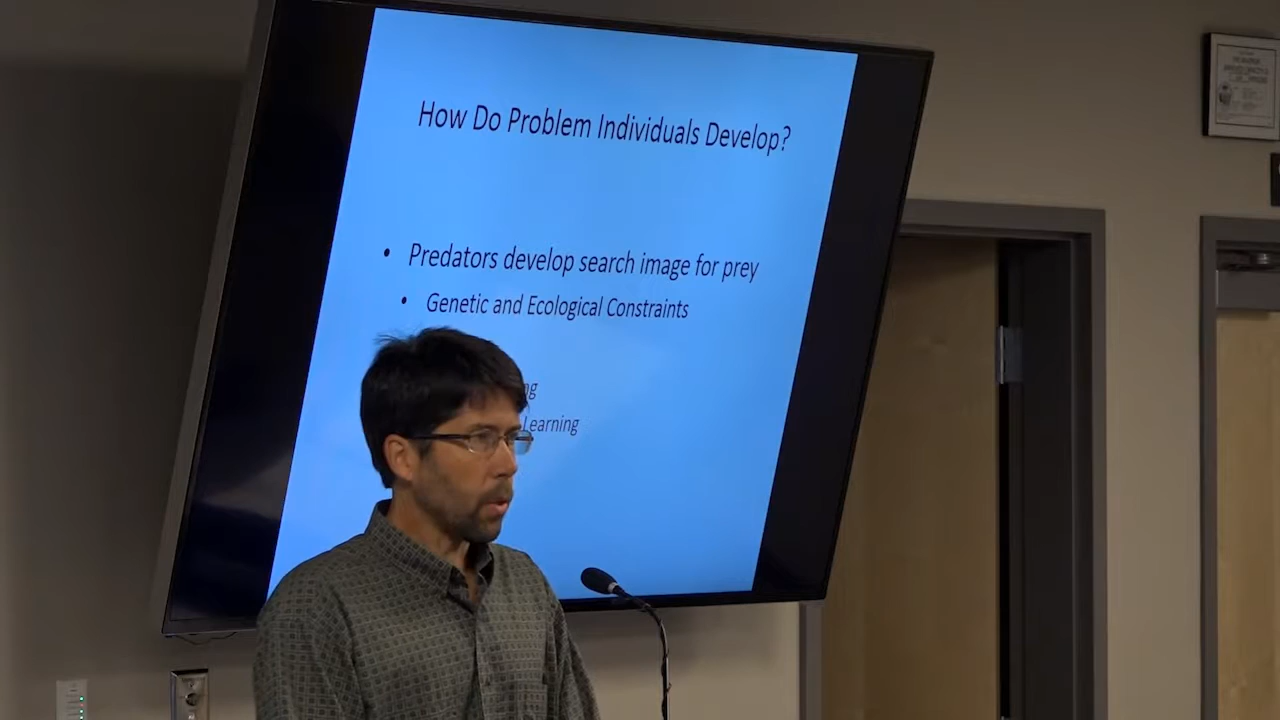 How Do Problem Individuals Develop?
• Predators develop search image for prey
• Genetic and Ecological Constraints
Learning